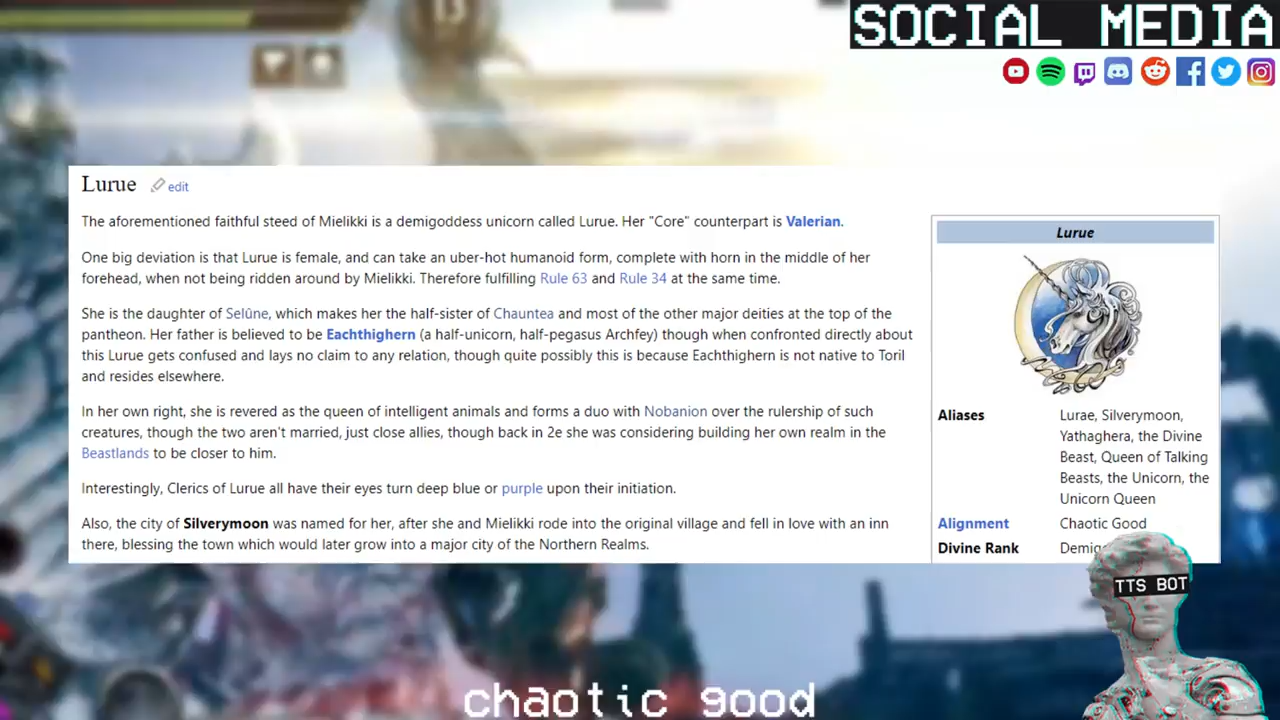 13
SOCIAL MEDIA
Lurue edit
The aforementioned faithful steed of Mielikki is a demigoddess unicorn called Lurue. Her "Core" counterpart is Valerian.
One big deviation is that Lurue is female, and can take an uber-hot humanoid form, complete with horn in the middle of her
forehead, when not being ridden around by Mielikki. Therefore fulfilling Rule 63 and Rule 34 at the same time.
She is the daughter of Selûne, which makes her the half-sister of Chauntea and most of the other major deities at the top of the
pantheon. Her father is believed to be Eachthighern (a half-unicorn, half-pegasus Archfey) though when confronted directly about
this Lurue gets confused and lays no claim to any relation, though quite possibly this is because Eachthighern is not native to Toril
and resides elsewhere.
In her own right, she is revered as the queen of intelligent animals and forms a duo with Nobanion over the rulership of such
creatures, though the two aren't married, just close allies, though back in 2e she was considering building her own realm in the
Beastlands to be closer to him.
Interestingly, Clerics of Lurue all have their eyes turn deep blue or purple upon their initiation.
Also, the city of Silverymoon was named for her, after she and Mielikki rode into the original village and fell in love with an inn
there, blessing the town which would later grow into a major city of the Northern Realms.
Lurue
Aliases Lurae, Silverymoon,
Yathaghera, the Divine
Beast, Queen of Talking
Beasts, the Unicorn, the
Unicorn Queen
Alignment Chaotic Good
Divine Rank
TTS BOT
chaotic good